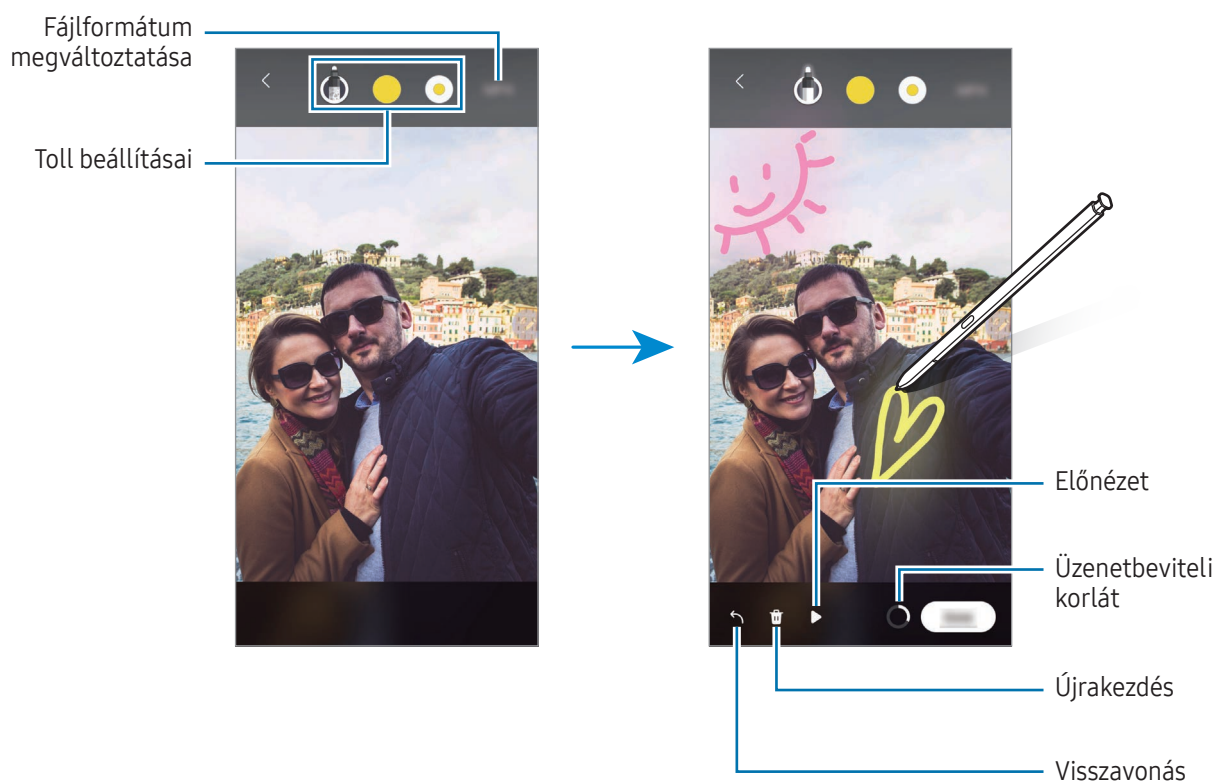 Fájlformátum
megváltoztatása
Toll beállításai
Előnézet
Üzenetbeviteli
korlát
Újrakezdés
Visszavonás